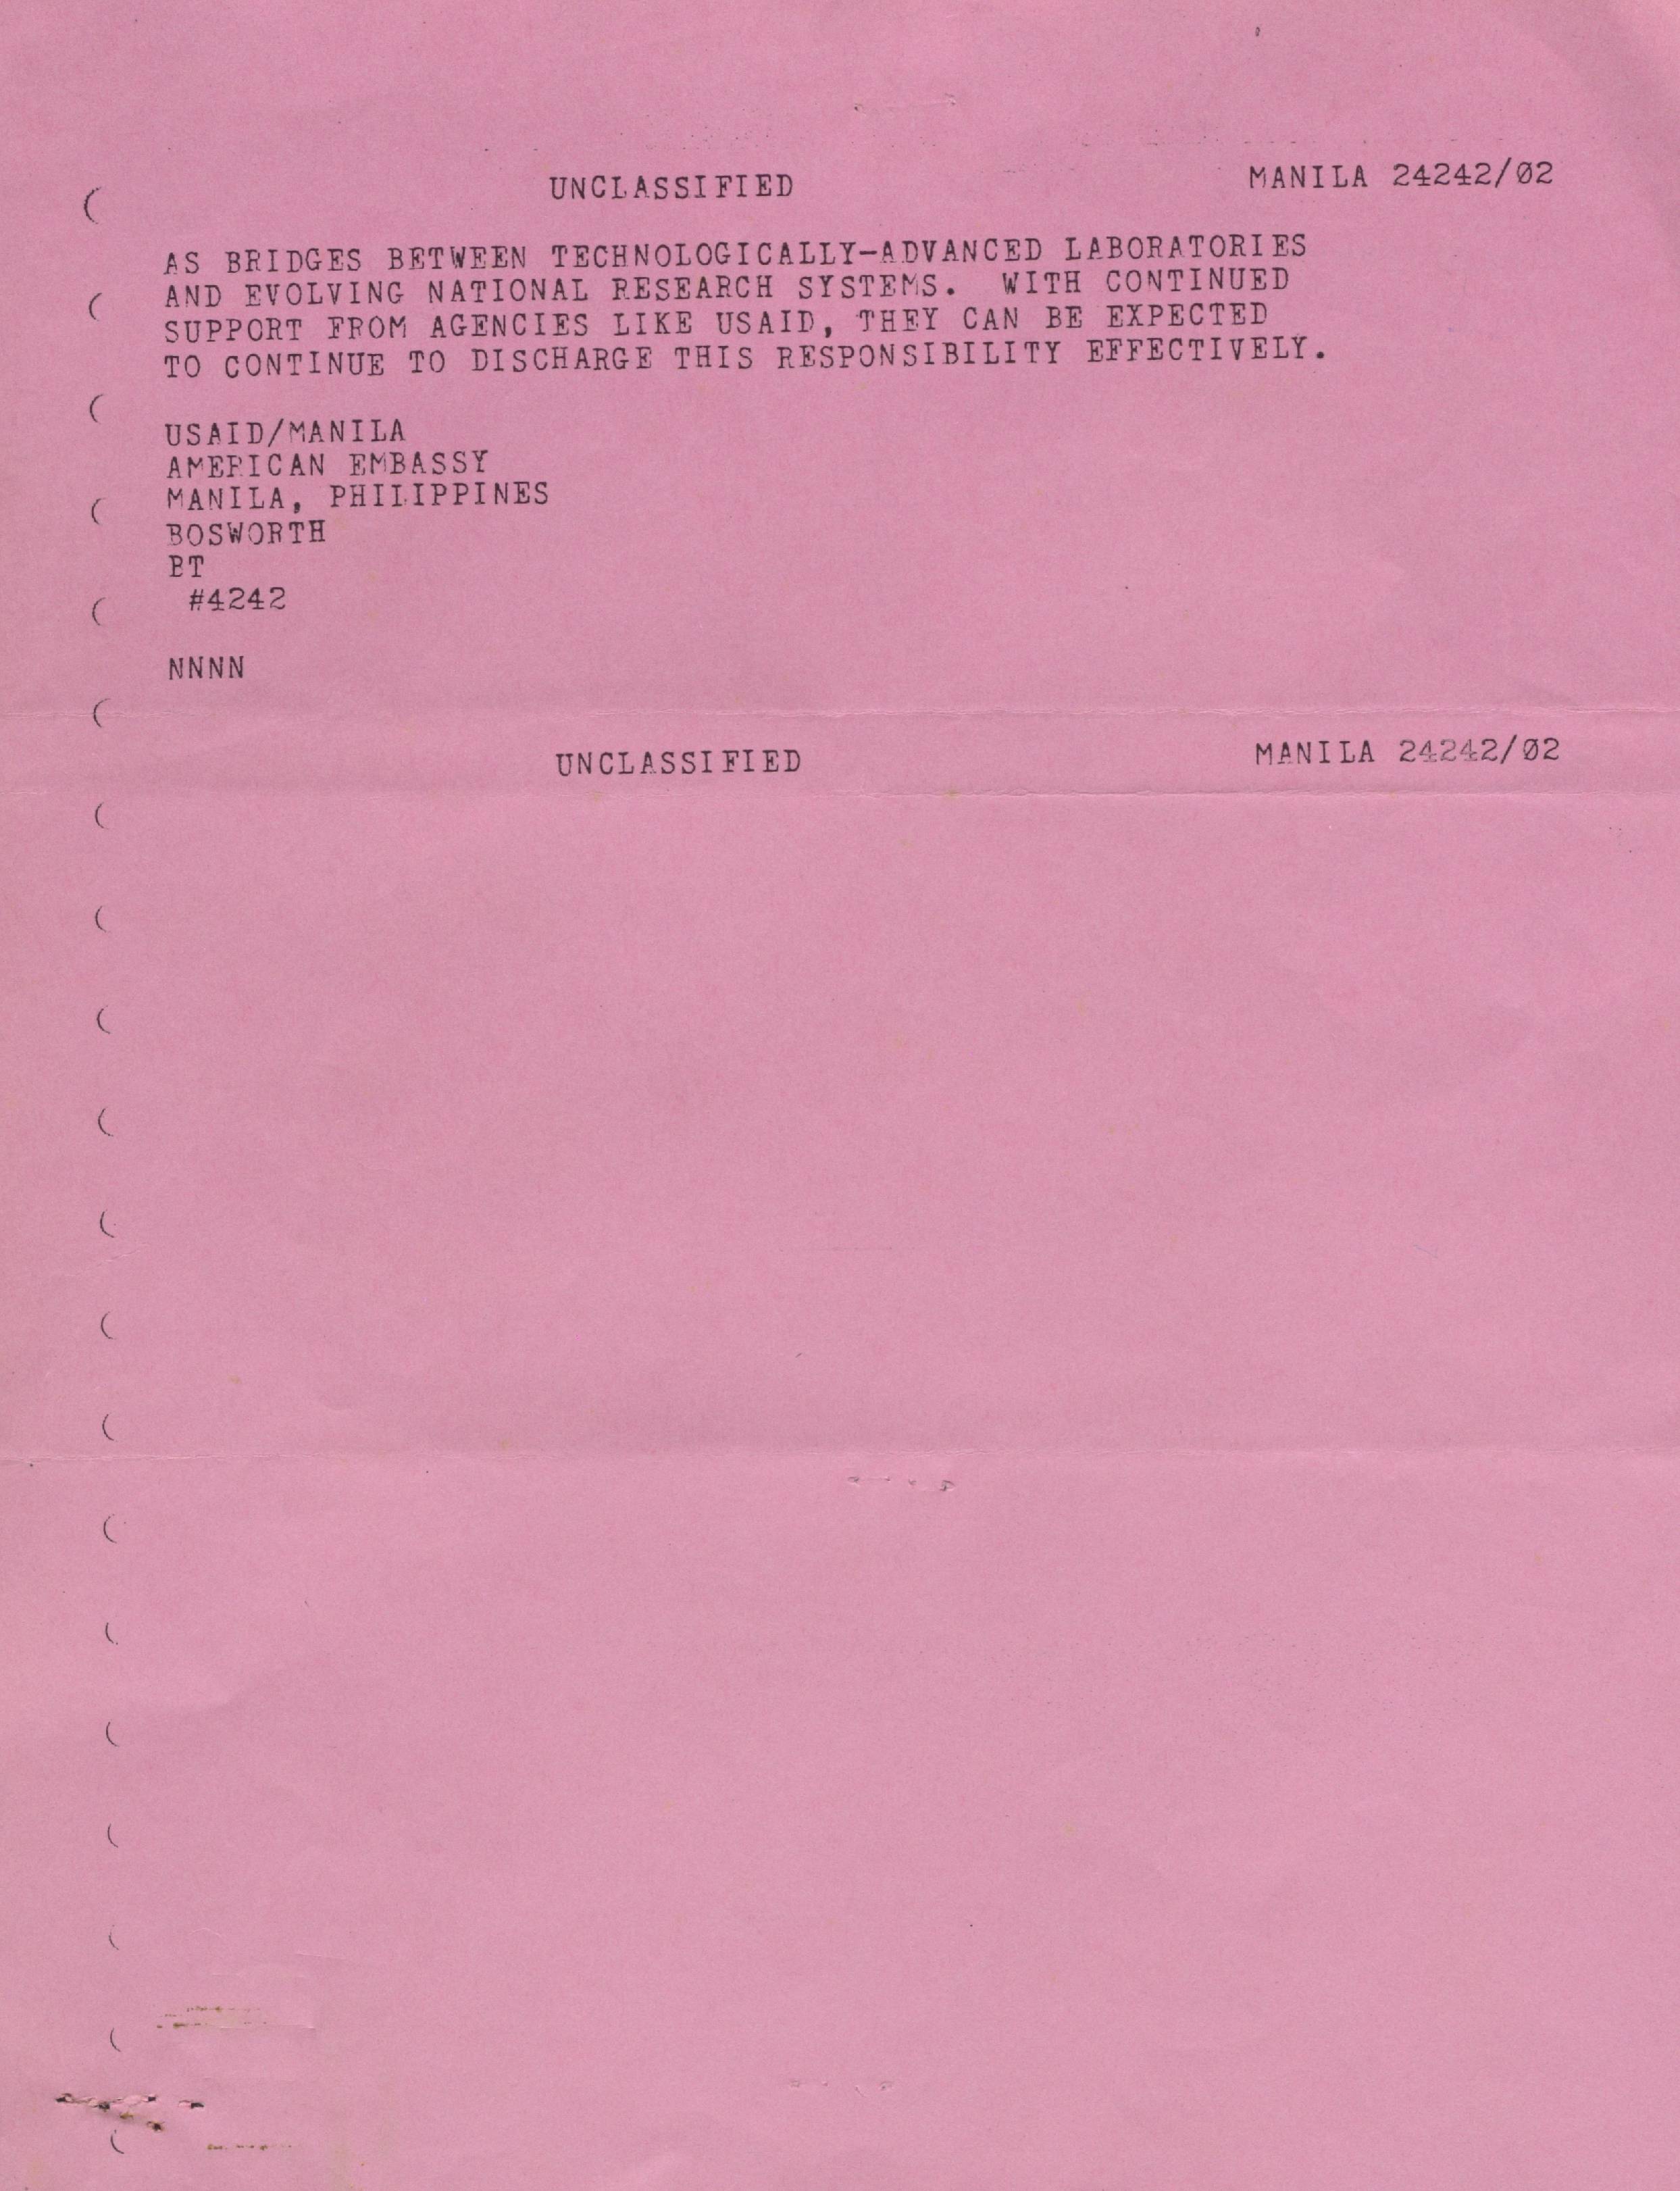 UNCLASSIFIED MANILA 24242/02
AS BRIDGES BETWEEN TECHNOLOGICALLY-ADVANCED LABORATORIES
AND EVOLVING NATIONAL RESEARCH SYSTEMS. WITH CONTINUED
SUPPORT FROM AGENCIES LIKE USAID, THEY CAN BE EXPECTED
TO CONTINUE TO DISCHARGE THIS RESPONSIBILITY EFFECTIVELY.
USAID/MANILA
AMERICAN EMBASSY
MANILA, PHILIPPINES
BOSWORTH
BT
#4242
NNNN
UNCLASSIFIED MANILA 24242/02